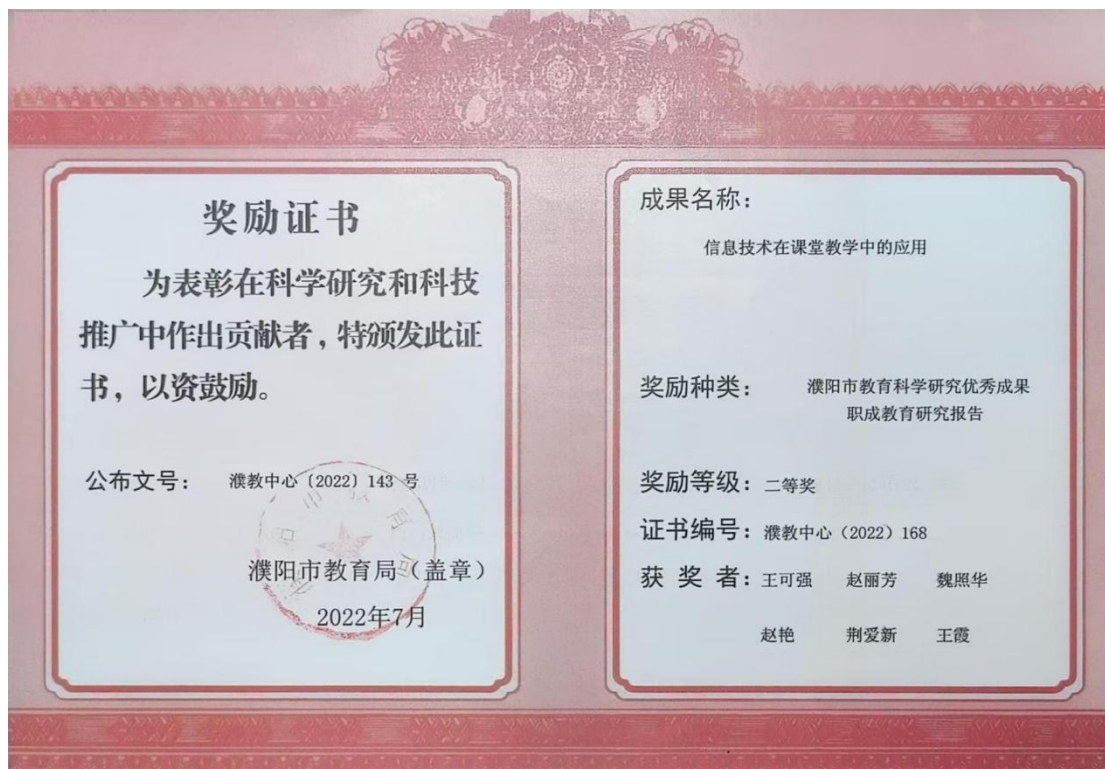 奖励证书
为表彰在科学研究和科技
推广中作出贡献者，特颁发此证
书，以资鼓励。
公布文号： 濮教中心〔2022〕143 号
濮阳市教育局（盖章）
2022年7月
成果名称：
信息技术在课堂教学中的应用
奖励种类： 濮阳市教育科学研究优秀成果
职成教育研究报告
奖励等级：二等奖
证书编号：濮教中心（2022）168
获 奖 者：王可强 赵丽芳 魏照华
赵艳 荆爱新 王霞